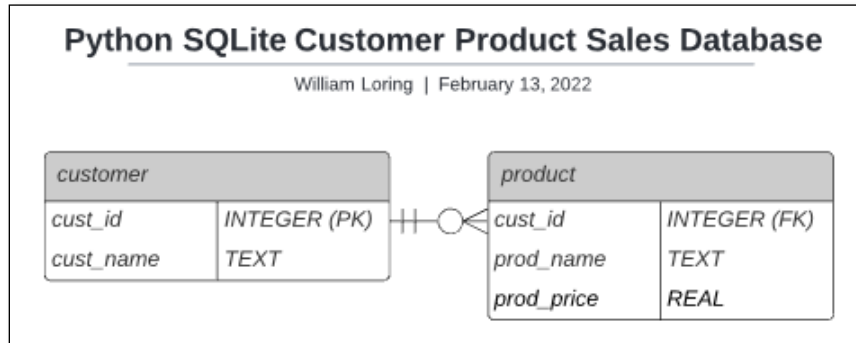 Python SQLite Customer Product Sales Database
William Loring | February 13, 2022
customer
cust_id INTEGER (PK)
cust_name TEXT
product
cust_id INTEGER (FK)
prod_name TEXT
prod_price REAL